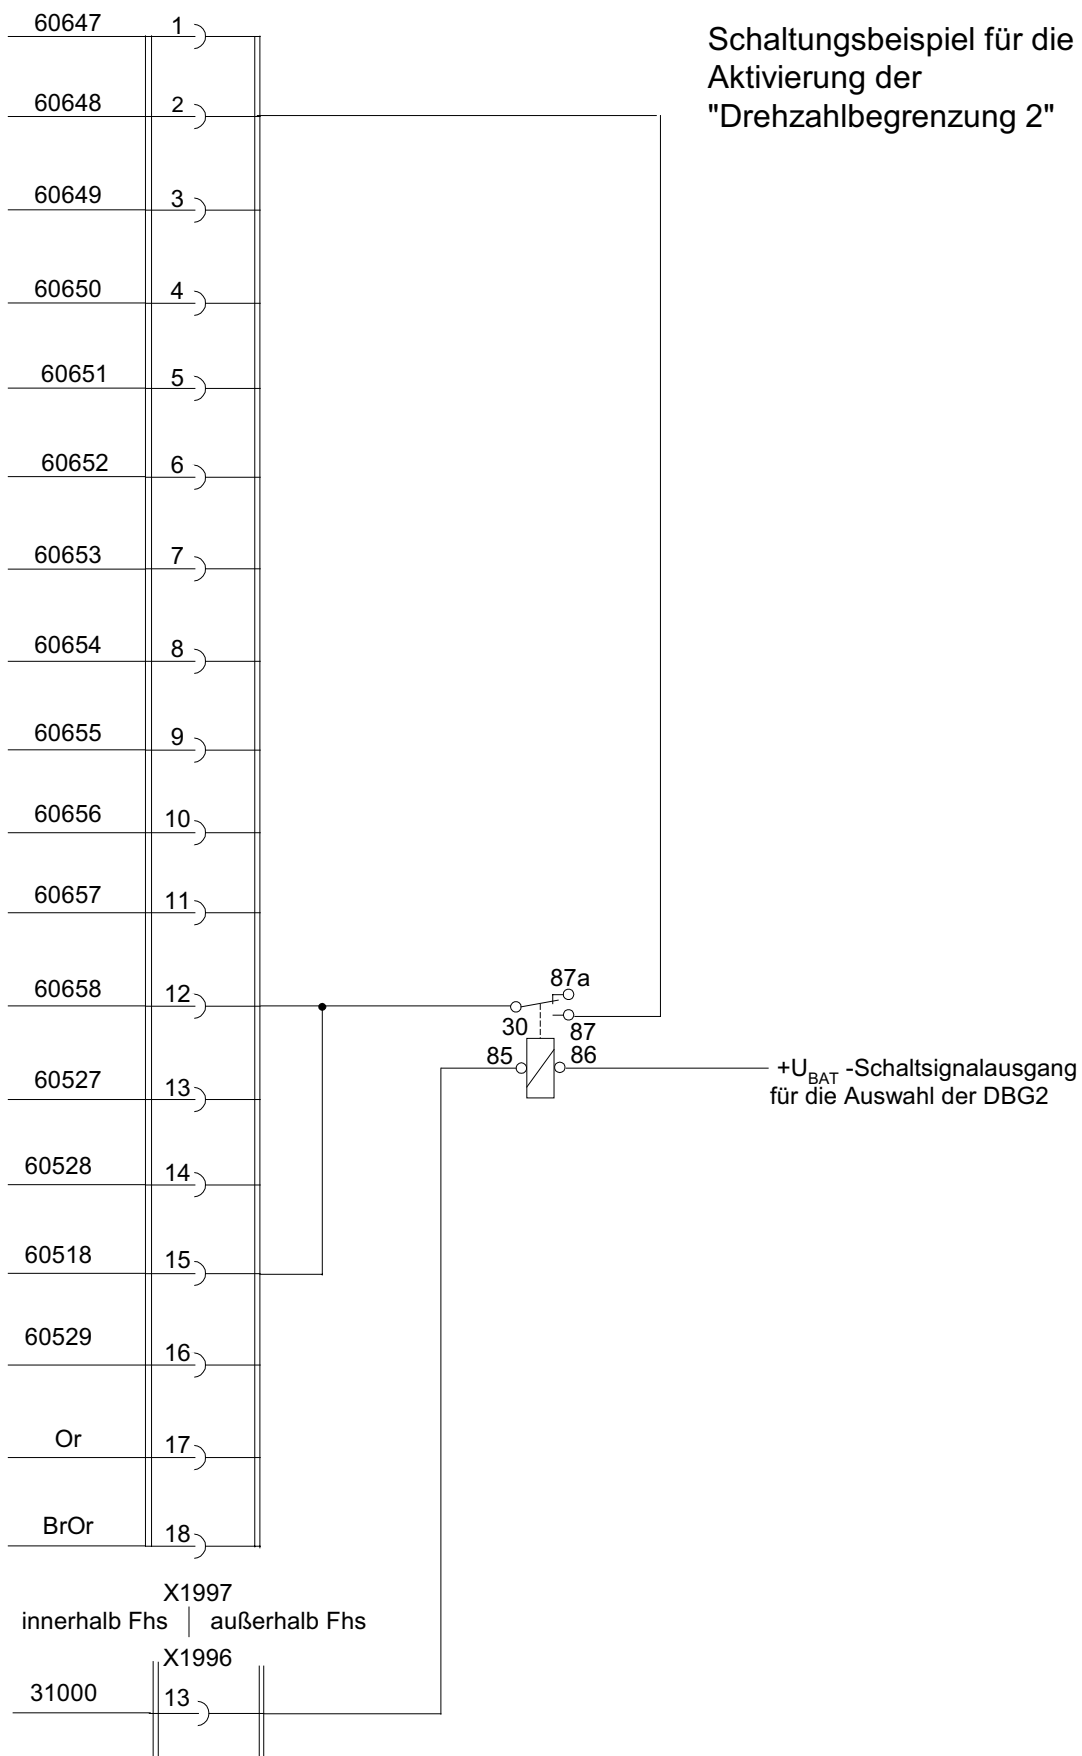 Schaltungsbeispiel für die
Aktivierung der
"Drehzahlbegrenzung 2"
60647 1
60648 2
60649 3
60650 4
60651 5
60652 6
60653 7
60654 8
60655 9
60656 10
60657 11
60658 12
87a
30 87
85 86
+UBAT -Schaltsignalausgang
für die Auswahl der DBG2
60527 13
60528 14
60518 15
60529 16
Or 17
BrOr 18
X1997
innerhalb Fhs außerhalb Fhs
X1996
31000 13